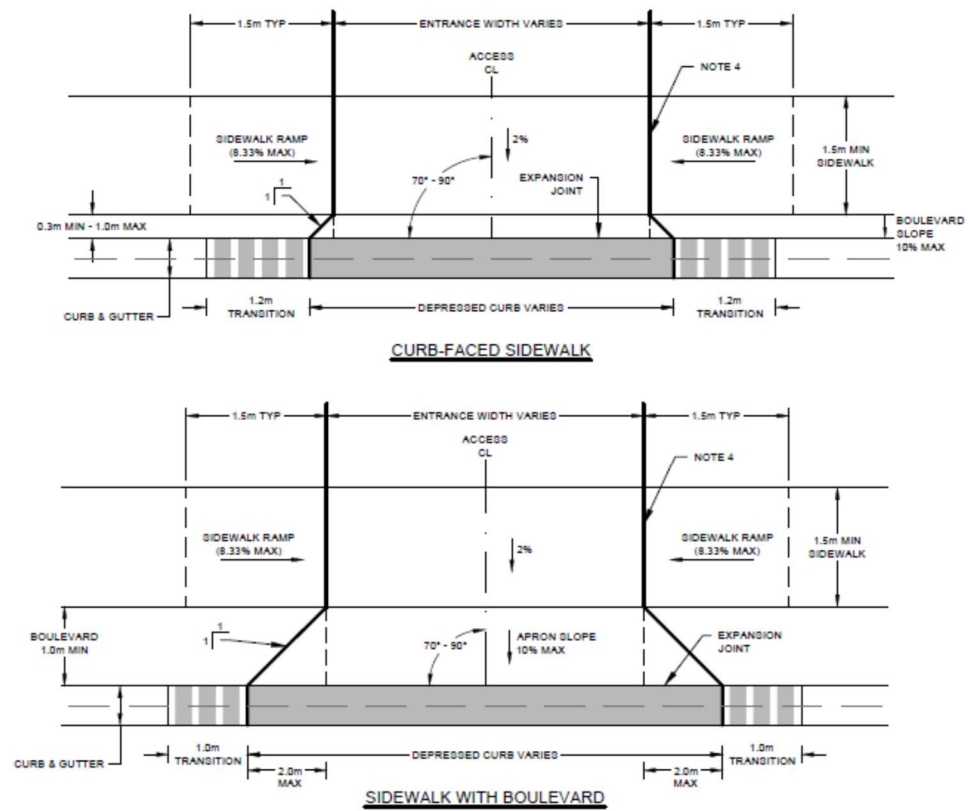 1.5m TYP
ENTRANCE WIDTH VARIES
1.5m TYP
ACCESS
CL
NOTE 4
SIDEWALK RAMP
(8.33% MAX)
2%
SIDEWALK RAMP
(8.33% MAX)
1.5m MIN
SIDEWALK
70° - 90°
EXPANSION
JOINT
1
1
0.3m MIN - 1.0m MAX
BOULEVARD
SLOPE
10% MAX
CURB & GUTTER
1.2m
TRANSITION
DEPRESSED CURB VARIES
1.2m
TRANSITION
CURB-FACED SIDEWALK
1.5m TYP
ENTRANCE WIDTH VARIES
1.5m TYP
ACCESS
CL
NOTE 4
SIDEWALK RAMP
(8.33% MAX)
2%
SIDEWALK RAMP
(8.33% MAX)
1.5m MIN
SIDEWALK
BOULEVARD
1.0m MIN
1
1
70° - 90°
APRON SLOPE
10% MAX
EXPANSION
JOINT
CURB & GUTTER
1.0m
TRANSITION
DEPRESSED CURB VARIES
1.0m
TRANSITION
2.0m
MAX
2.0m
MAX
SIDEWALK WITH BOULEVARD